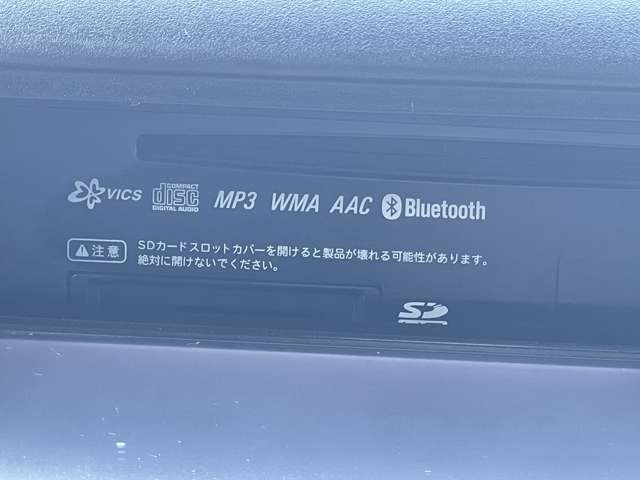 VICS COMPACT disc DIGITAL AUDIO MP3 WMA AAC Bluetooth
注意 SDカードスロットカバーを開けると製品が壊れる可能性があります。
絶対に開けないでください。
SD